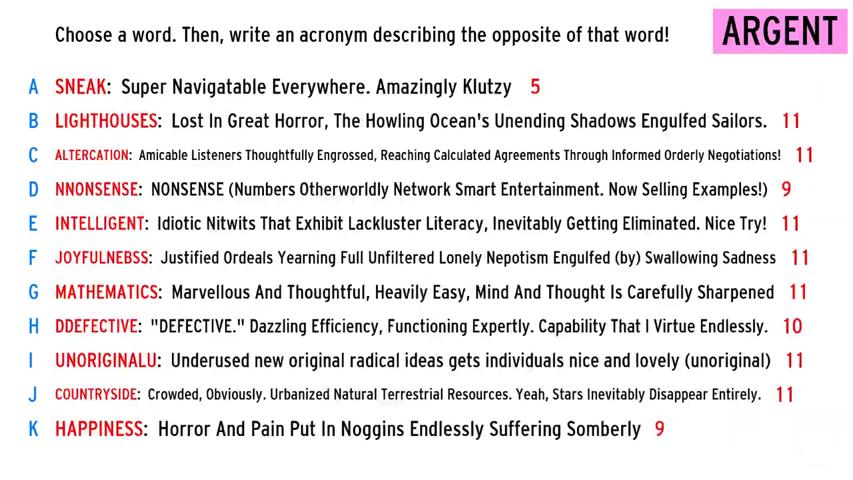 Choose a word. Then, write an acronym describing the opposite of that word!
ARGENT
A SNEAK: Super Navigatable Everywhere. Amazingly Klutzy 5
B LIGHTHOUSES: Lost In Great Horror, The Howling Ocean's Unending Shadows Engulfed Sailors. 11
C ALTERCATION: Amicable Listeners Thoughtfully Engrossed, Reaching Calculated Agreements Through Informed Orderly Negotiations! 11
D NNONSENSE: NONSENSE (Numbers Otherworldly Network Smart Entertainment. Now Selling Examples!) 9
E INTELLIGENT: Idiotic Nitwits That Exhibit Lackluster Literacy, Inevitably Getting Eliminated. Nice Try! 11
F JOYFULNEBSS: Justified Ordeals Yearning Full Unfiltered Lonely Nepotism Engulfed (by) Swallowing Sadness 11
G MATHEMATICS: Marvellous And Thoughtful, Heavily Easy, Mind And Thought Is Carefully Sharpened 11
H DDEFECTIVE: "DEFECTIVE." Dazzling Efficiency, Functioning Expertly. Capability That I Virtue Endlessly. 10
I UNORIGINALU: Underused new original radical ideas gets individuals nice and lovely (unoriginal) 11
J COUNTRYSIDE: Crowded, Obviously. Urbanized Natural Terrestrial Resources. Yeah, Stars Inevitably Disappear Entirely. 11
K HAPPINESS: Horror And Pain Put In Noggins Endlessly Suffering Somberly 9